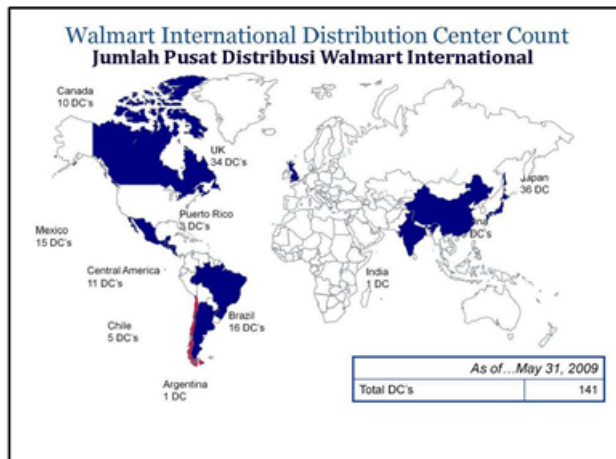 Walmart International Distribution Center Count
Jumlah Pusat Distribusi Walmart International
Canada
10 DC's
UK
34 DC's
Japan
36 DC
Puerto Rico
3 DC's
Mexico
15 DC's
DC's
Central America
11 DC's
India
1 DC
Brazil
16 DC's
Chile
5 DC's
Argentina
1 DC
As of...May 31, 2009
Total DC's 141